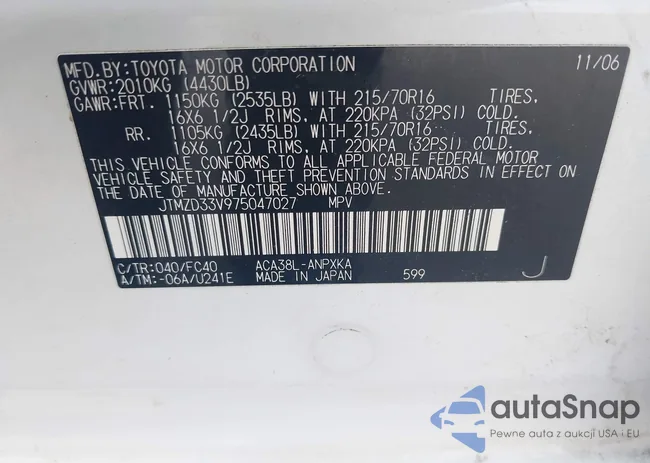 MFD.BY:TOYOTA MOTOR CORPORATION 11/06
GVWR:2010KG (4430LB)
GAWR:FRT. 1150KG (2535LB) WITH 215/70R16 TIRES,
16X6 1/2J RIMS, AT 220KPA (32PSI) COLD.
RR. 1105KG (2435LB) WITH 215/70R16 TIRES,
16X6 1/2J RIMS, AT 220KPA (32PSI) COLD.
THIS VEHICLE CONFORMS TO ALL APPLICABLE FEDERAL MOTOR
VEHICLE SAFETY AND THEFT PREVENTION STANDARDS IN EFFECT ON
THE DATE OF MANUFACTURE SHOWN ABOVE.
JTMZD33V975047027 MPV
C/TR:040/FC40 ACA38L-ANPXKA
A/TM:-06A/U241E MADE IN JAPAN 599 J
autoSnap
Pewne auta z aukcji USA i EU